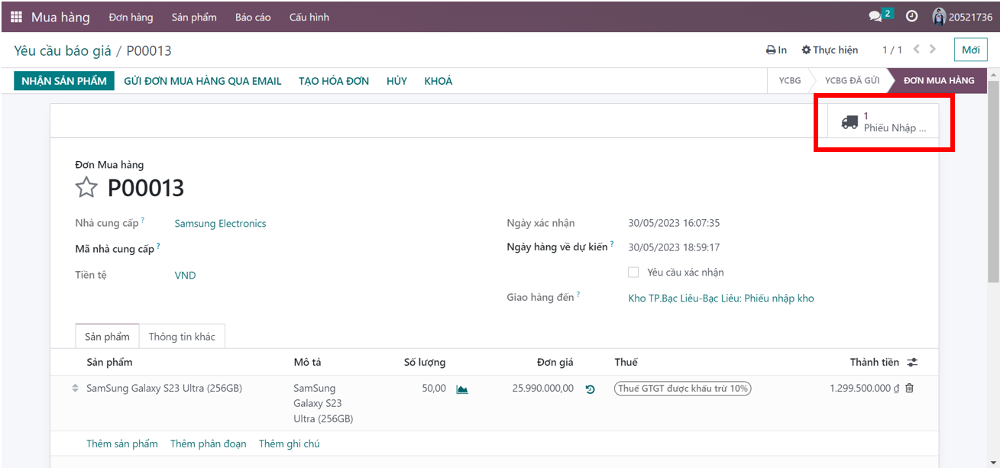 Mua hàng Đơn hàng Sản phẩm Báo cáo Cấu hình 2 20521736
Yêu cầu báo giá / P00013 In Thực hiện 1 / 1 Mới
NHẬN SẢN PHẨM GỬI ĐƠN MUA HÀNG QUA EMAIL TẠO HÓA ĐƠN HỦY KHOÁ YCBG YCBG ĐÃ GỬI ĐƠN MUA HÀNG
1
Phiếu Nhập ...
Đơn Mua hàng
P00013
Nhà cung cấp ? Samsung Electronics Ngày xác nhận 30/05/2023 16:07:35
Mã nhà cung cấp ? Ngày hàng về dự kiến ? 30/05/2023 18:59:17
Tiền tệ VND Yêu cầu xác nhận
Giao hàng đến ? Kho TP.Bạc Liêu-Bạc Liêu: Phiếu nhập kho
Sản phẩm Thông tin khác
Sản phẩm Mô tả Số lượng Đơn giá Thuế Thành tiền
SamSung Galaxy S23 Ultra (256GB) SamSung 50,00 25.990.000,00 Thuế GTGT được khấu trừ 10% 1.299.500.000 ₫
Galaxy S23
Ultra (256GB)
Thêm sản phẩm Thêm phân đoạn Thêm ghi chú